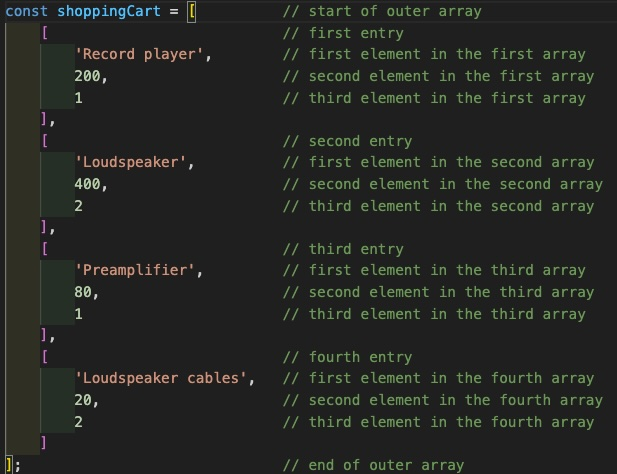 const shoppingCart = [ // start of outer array
[ // first entry
'Record player', // first element in the first array
200, // second element in the first array
1 // third element in the first array
],
[ // second entry
'Loudspeaker', // first element in the second array
400, // second element in the second array
2 // third element in the second array
],
[ // third entry
'Preamplifier', // first element in the third array
80, // second element in the third array
1 // third element in the third array
],
[ // fourth entry
'Loudspeaker cables', // first element in the fourth array
20, // second element in the fourth array
2 // third element in the fourth array
]
]; // end of outer array